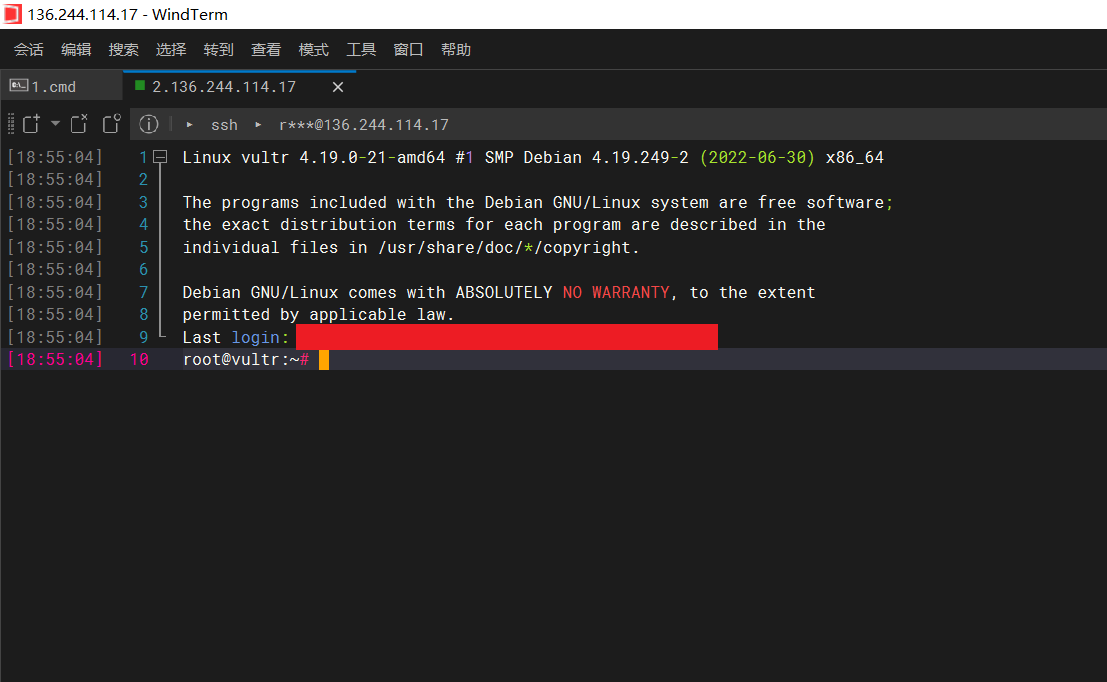 136.244.114.17 - WindTerm
会话 编辑 搜索 选择 转到 查看 模式 工具 窗口 帮助
1.cmd 2.136.244.114.17
ssh r***@136.244.114.17
[18:55:04] 1 Linux vultr 4.19.0-21-amd64 #1 SMP Debian 4.19.249-2 (2022-06-30) x86_64
[18:55:04] 2
[18:55:04] 3 The programs included with the Debian GNU/Linux system are free software;
[18:55:04] 4 the exact distribution terms for each program are described in the
[18:55:04] 5 individual files in /usr/share/doc/*/copyright.
[18:55:04] 6
[18:55:04] 7 Debian GNU/Linux comes with ABSOLUTELY NO WARRANTY, to the extent
[18:55:04] 8 permitted by applicable law.
[18:55:04] 9 Last login:
[18:55:04] 10 root@vultr:~#